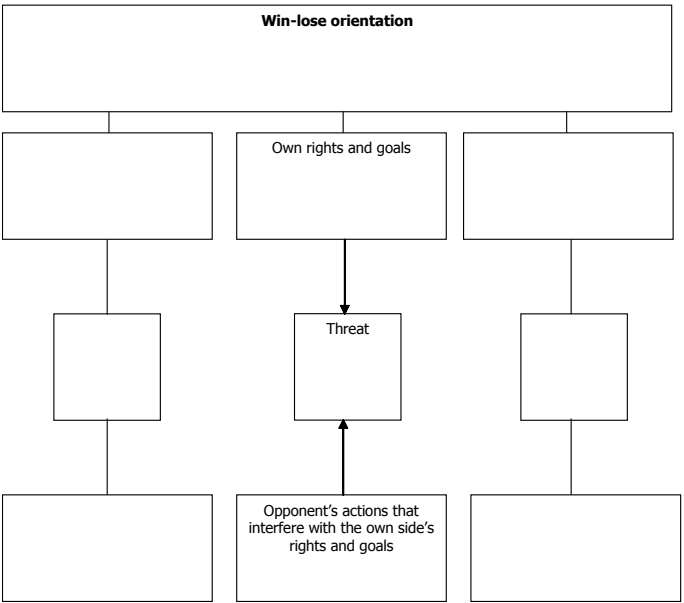 Win-lose orientation
Own rights and goals
Threat
Opponent’s actions that
interfere with the own side’s
rights and goals